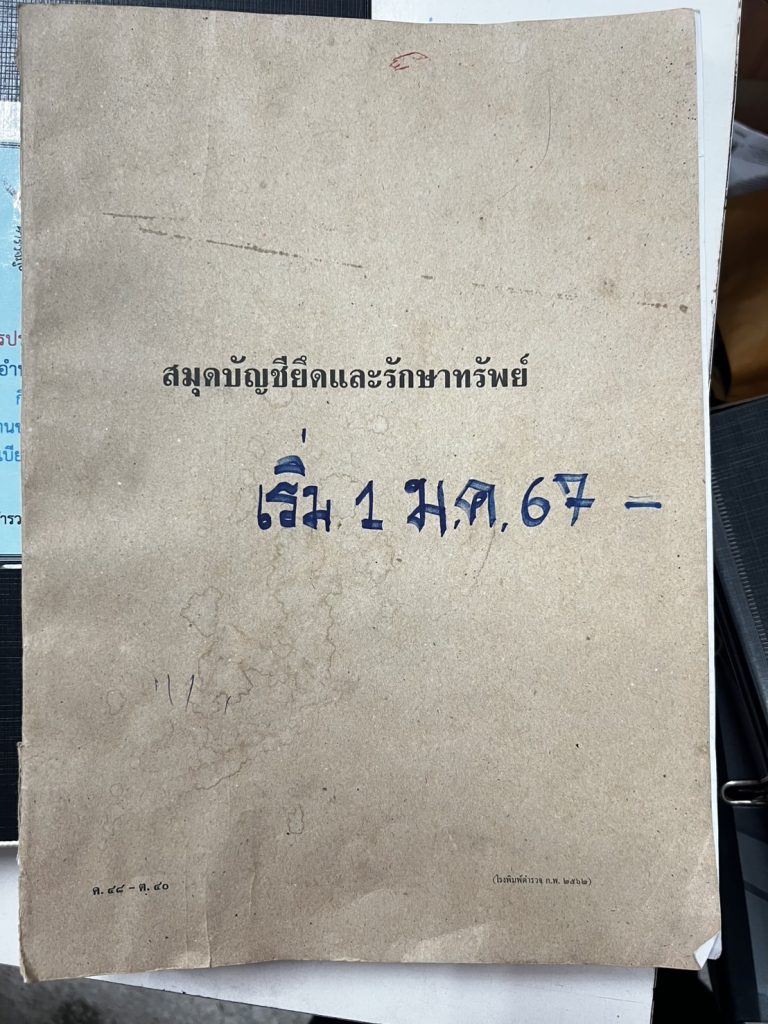 สมุดบัญชียึดและรักษาทรัพย์
เริ่ม 1 ม.ค. 67 –
ค. ๔๘ – ต. ๔๐
(โรงพิมพ์ตำรวจ ก.พ. ๒๕๖๒)